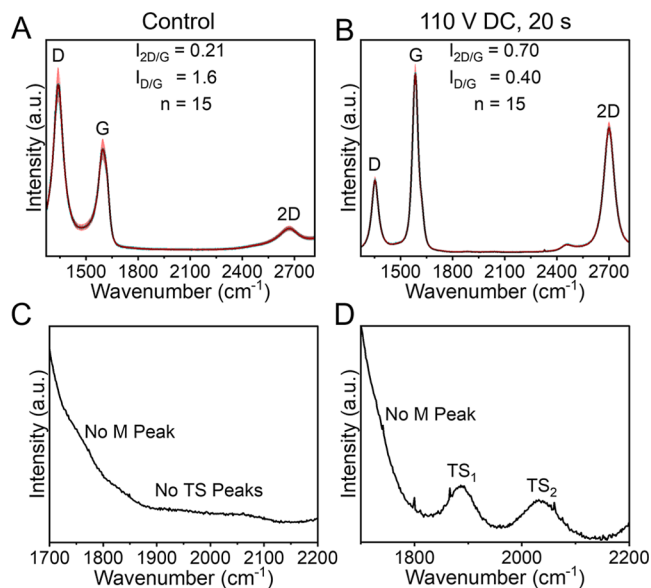 A
Control
D
I2D/G = 0.21
ID/G = 1.6
n = 15
G
2D
Intensity (a.u.)
1500 1800 2100 2400 2700
Wavenumber (cm-1)
B
110 V DC, 20 s
G
I2D/G = 0.70
ID/G = 0.40
n = 15
D
2D
Intensity (a.u.)
1500 1800 2100 2400 2700
Wavenumber (cm-1)
C
No M Peak
No TS Peaks
Intensity (a.u.)
1700 1800 1900 2000 2100 2200
Wavenumber (cm-1)
D
No M Peak
TS1
TS2
Intensity (a.u.)
1800 2000 2200
Wavenumber (cm-1)